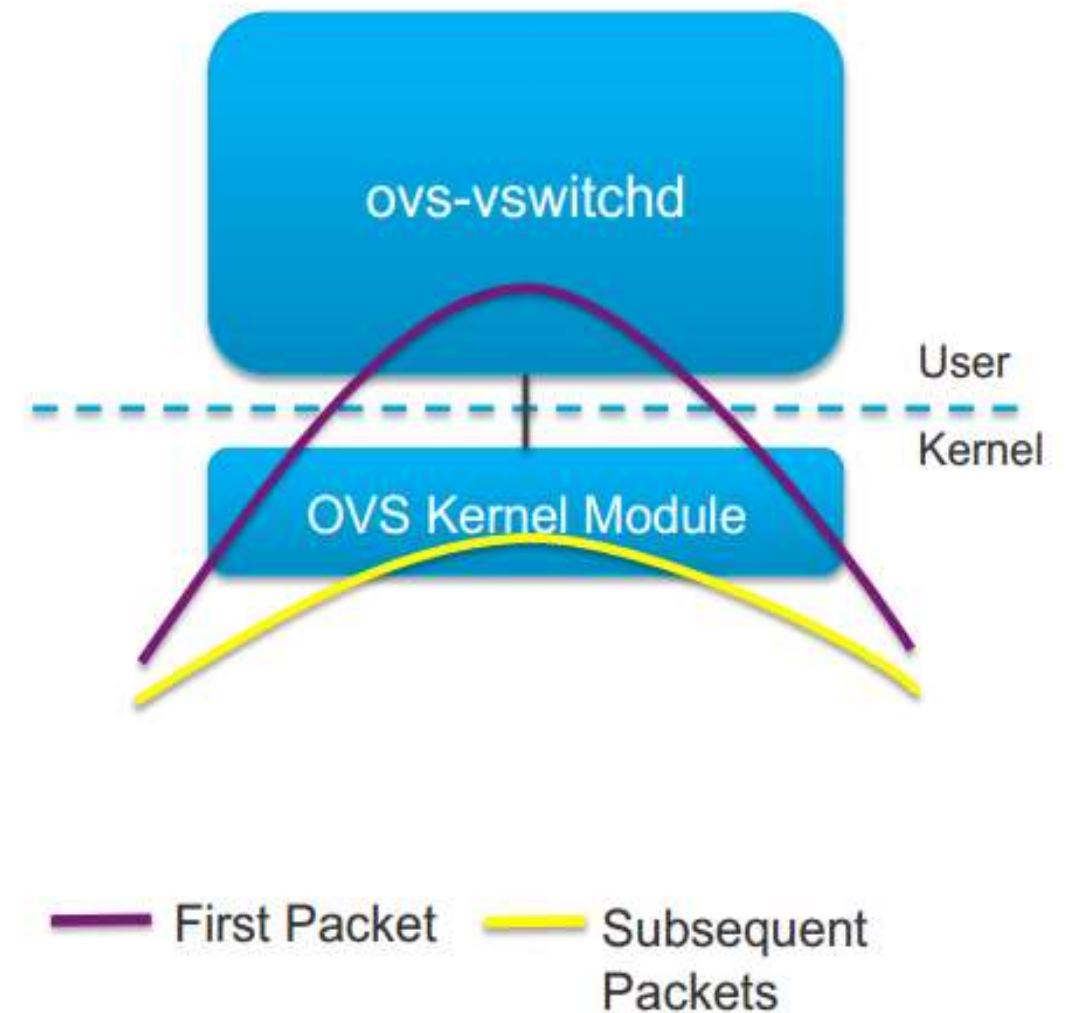 ovs-vswitchd
User
Kernel
OVS Kernel Module
First Packet
Subsequent
Packets